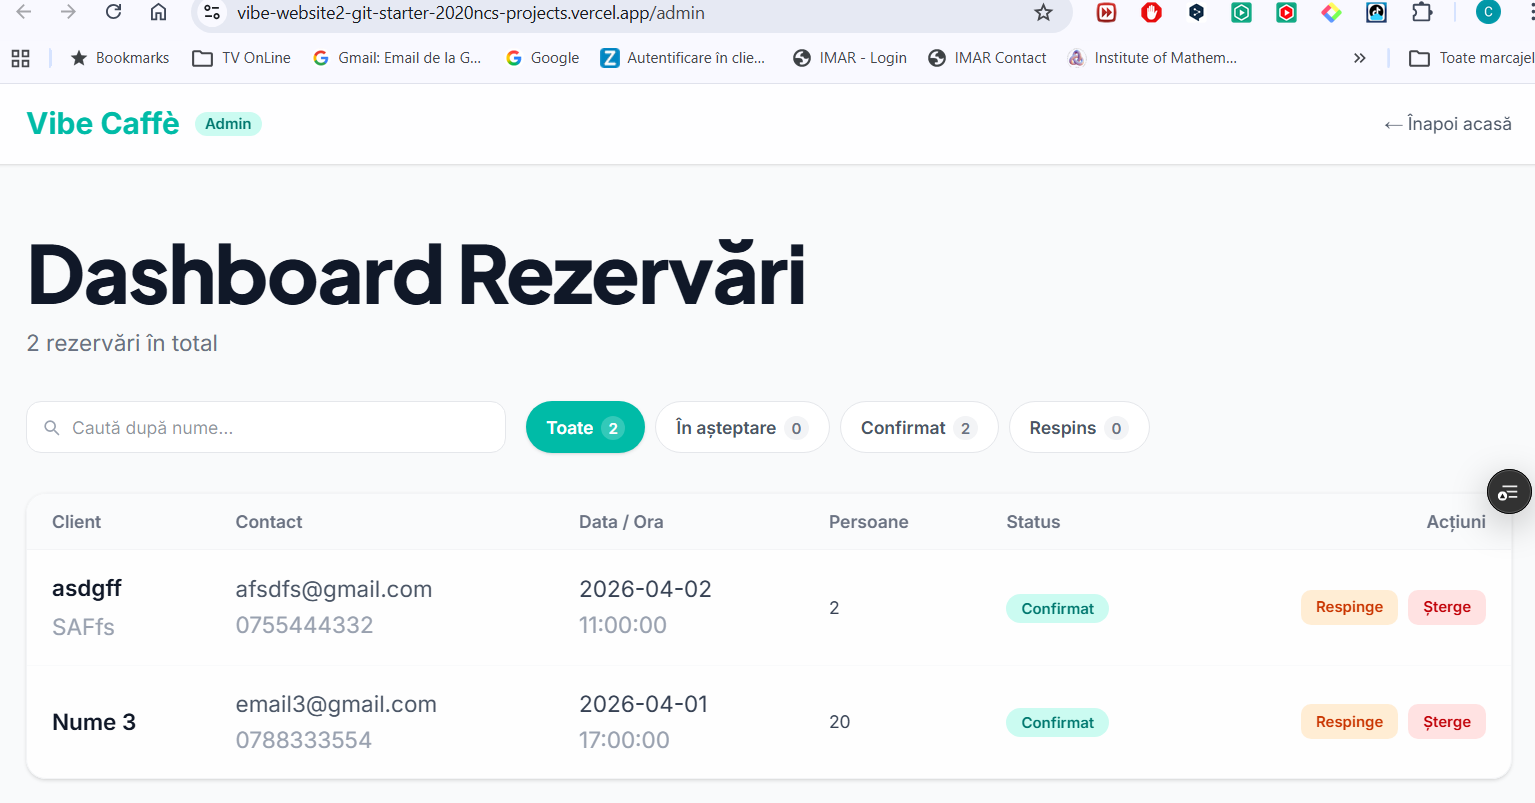 vibe-website2-git-starter-2020ncs-projects.vercel.app/admin
C
Bookmarks TV OnLine Gmail: Email de la G... Google Autentificare în clie... IMAR - Login IMAR Contact Institute of Mathem... » Toate marcajel
Vibe Caffè Admin ← Înapoi acasă
Dashboard Rezervări
2 rezervări în total
Caută după nume... Toate 2 În așteptare 0 Confirmat 2 Respins 0
Client Contact Data / Ora Persoane Status Acțiuni
asdgff afsdfs@gmail.com 2026-04-02 2 Confirmat Respinge Șterge
SAFfs 0755444332 11:00:00
Nume 3 email3@gmail.com 2026-04-01 20 Confirmat Respinge Șterge
0788333554 17:00:00